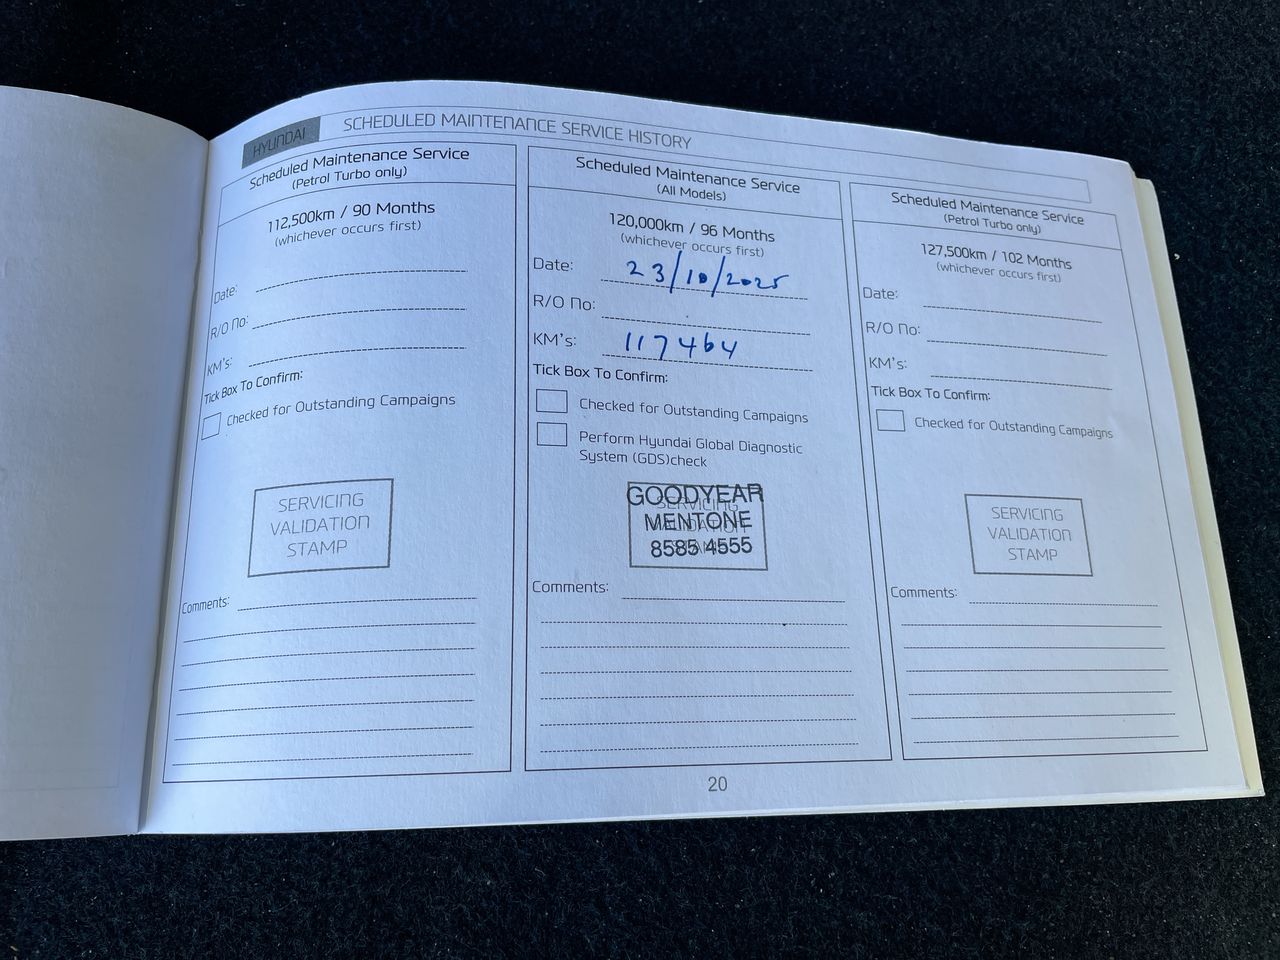 HYUNDAI
SCHEDULED MAINTENANCE SERVICE HISTORY
Scheduled Maintenance Service
(Petrol Turbo only)
112,500km / 90 Months
(whichever occurs first)
Date:
R/O No:
KM's:
Tick Box To Confirm:
Checked for Outstanding Campaigns
SERVICING
VALIDATION
STAMP
Comments:
Scheduled Maintenance Service
(All Models)
120,000km / 96 Months
(whichever occurs first)
Date: 23/10/2025
R/O No:
KM's: 117464
Tick Box To Confirm:
Checked for Outstanding Campaigns
Perform Hyundai Global Diagnostic
System (GDS)check
SERVICING
VALIDATION
STAMP
GOODYEAR
MENTONE
8585 4555
Comments:
Scheduled Maintenance Service
(Petrol Turbo only)
127,500km / 102 Months
(whichever occurs first)
Date:
R/O No:
KM's:
Tick Box To Confirm:
Checked for Outstanding Campaigns
SERVICING
VALIDATION
STAMP
Comments:
20